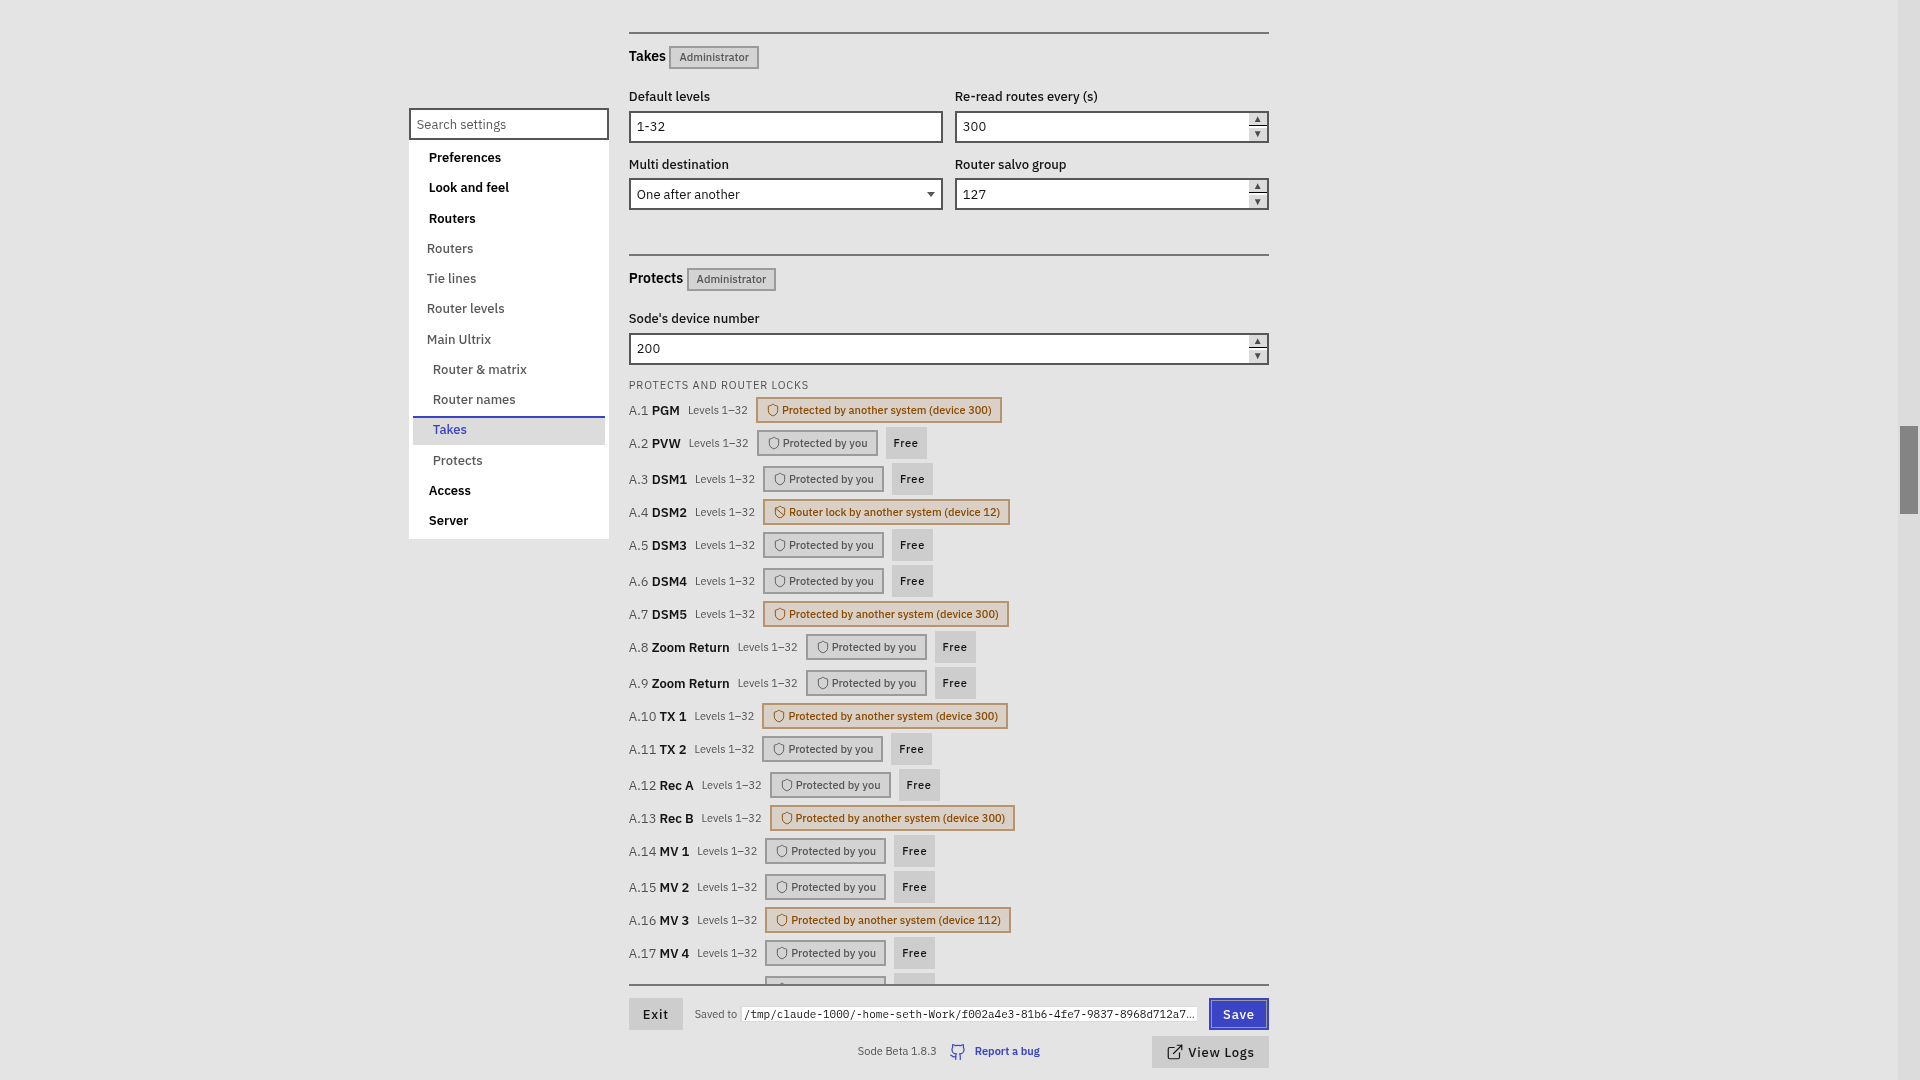 Takes Administrator
Default levels
1-32
Re-read routes every (s)
300
Multi destination
One after another
Router salvo group
127
Search settings
Preferences
Look and feel
Routers
Routers
Tie lines
Router levels
Main Ultrix
Router & matrix
Router names
Takes
Protects
Access
Server
Protects Administrator
Sode's device number
200
PROTECTS AND ROUTER LOCKS
A.1 PGM Levels 1–32 Protected by another system (device 300)
A.2 PVW Levels 1–32 Protected by you Free
A.3 DSM1 Levels 1–32 Protected by you Free
A.4 DSM2 Levels 1–32 Router lock by another system (device 12)
A.5 DSM3 Levels 1–32 Protected by you Free
A.6 DSM4 Levels 1–32 Protected by you Free
A.7 DSM5 Levels 1–32 Protected by another system (device 300)
A.8 Zoom Return Levels 1–32 Protected by you Free
A.9 Zoom Return Levels 1–32 Protected by you Free
A.10 TX 1 Levels 1–32 Protected by another system (device 300)
A.11 TX 2 Levels 1–32 Protected by you Free
A.12 Rec A Levels 1–32 Protected by you Free
A.13 Rec B Levels 1–32 Protected by another system (device 300)
A.14 MV 1 Levels 1–32 Protected by you Free
A.15 MV 2 Levels 1–32 Protected by you Free
A.16 MV 3 Levels 1–32 Protected by another system (device 112)
A.17 MV 4 Levels 1–32 Protected by you Free
Exit Saved to /tmp/claude-1000/-home-seth-Work/f002a4e3-81b6-4fe7-9837-8968d712a7… Save
Sode Beta 1.8.3 Report a bug View Logs